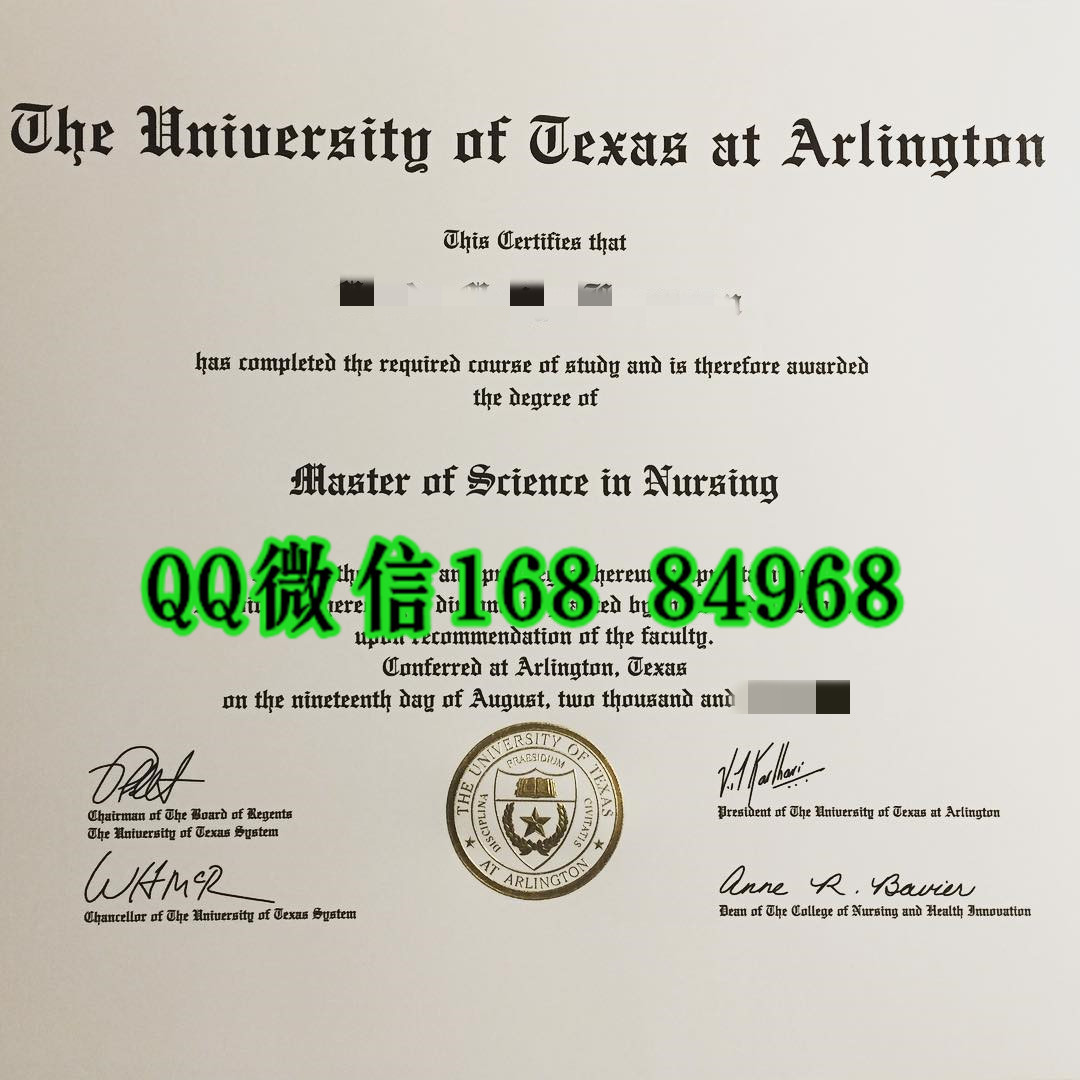 The University of Texas at Arlington
This Certifies that
has completed the required course of study and is therefore awarded
the degree of
Master of Science in Nursing
QQ微信168 84968
by
recommendation of the faculty.
Conferred at Arlington, Texas
on the nineteenth day of August, two thousand and
THE UNIVERSITY OF TEXAS
PRAESIDIUM
DISCIPLINA
CIVITATIS
AT ARLINGTON
Chairman of The Board of Regents
The University of Texas System
President of The University of Texas at Arlington
Chancellor of The University of Texas System
Anne R. Bavier
Dean of The College of Nursing and Health Innovation